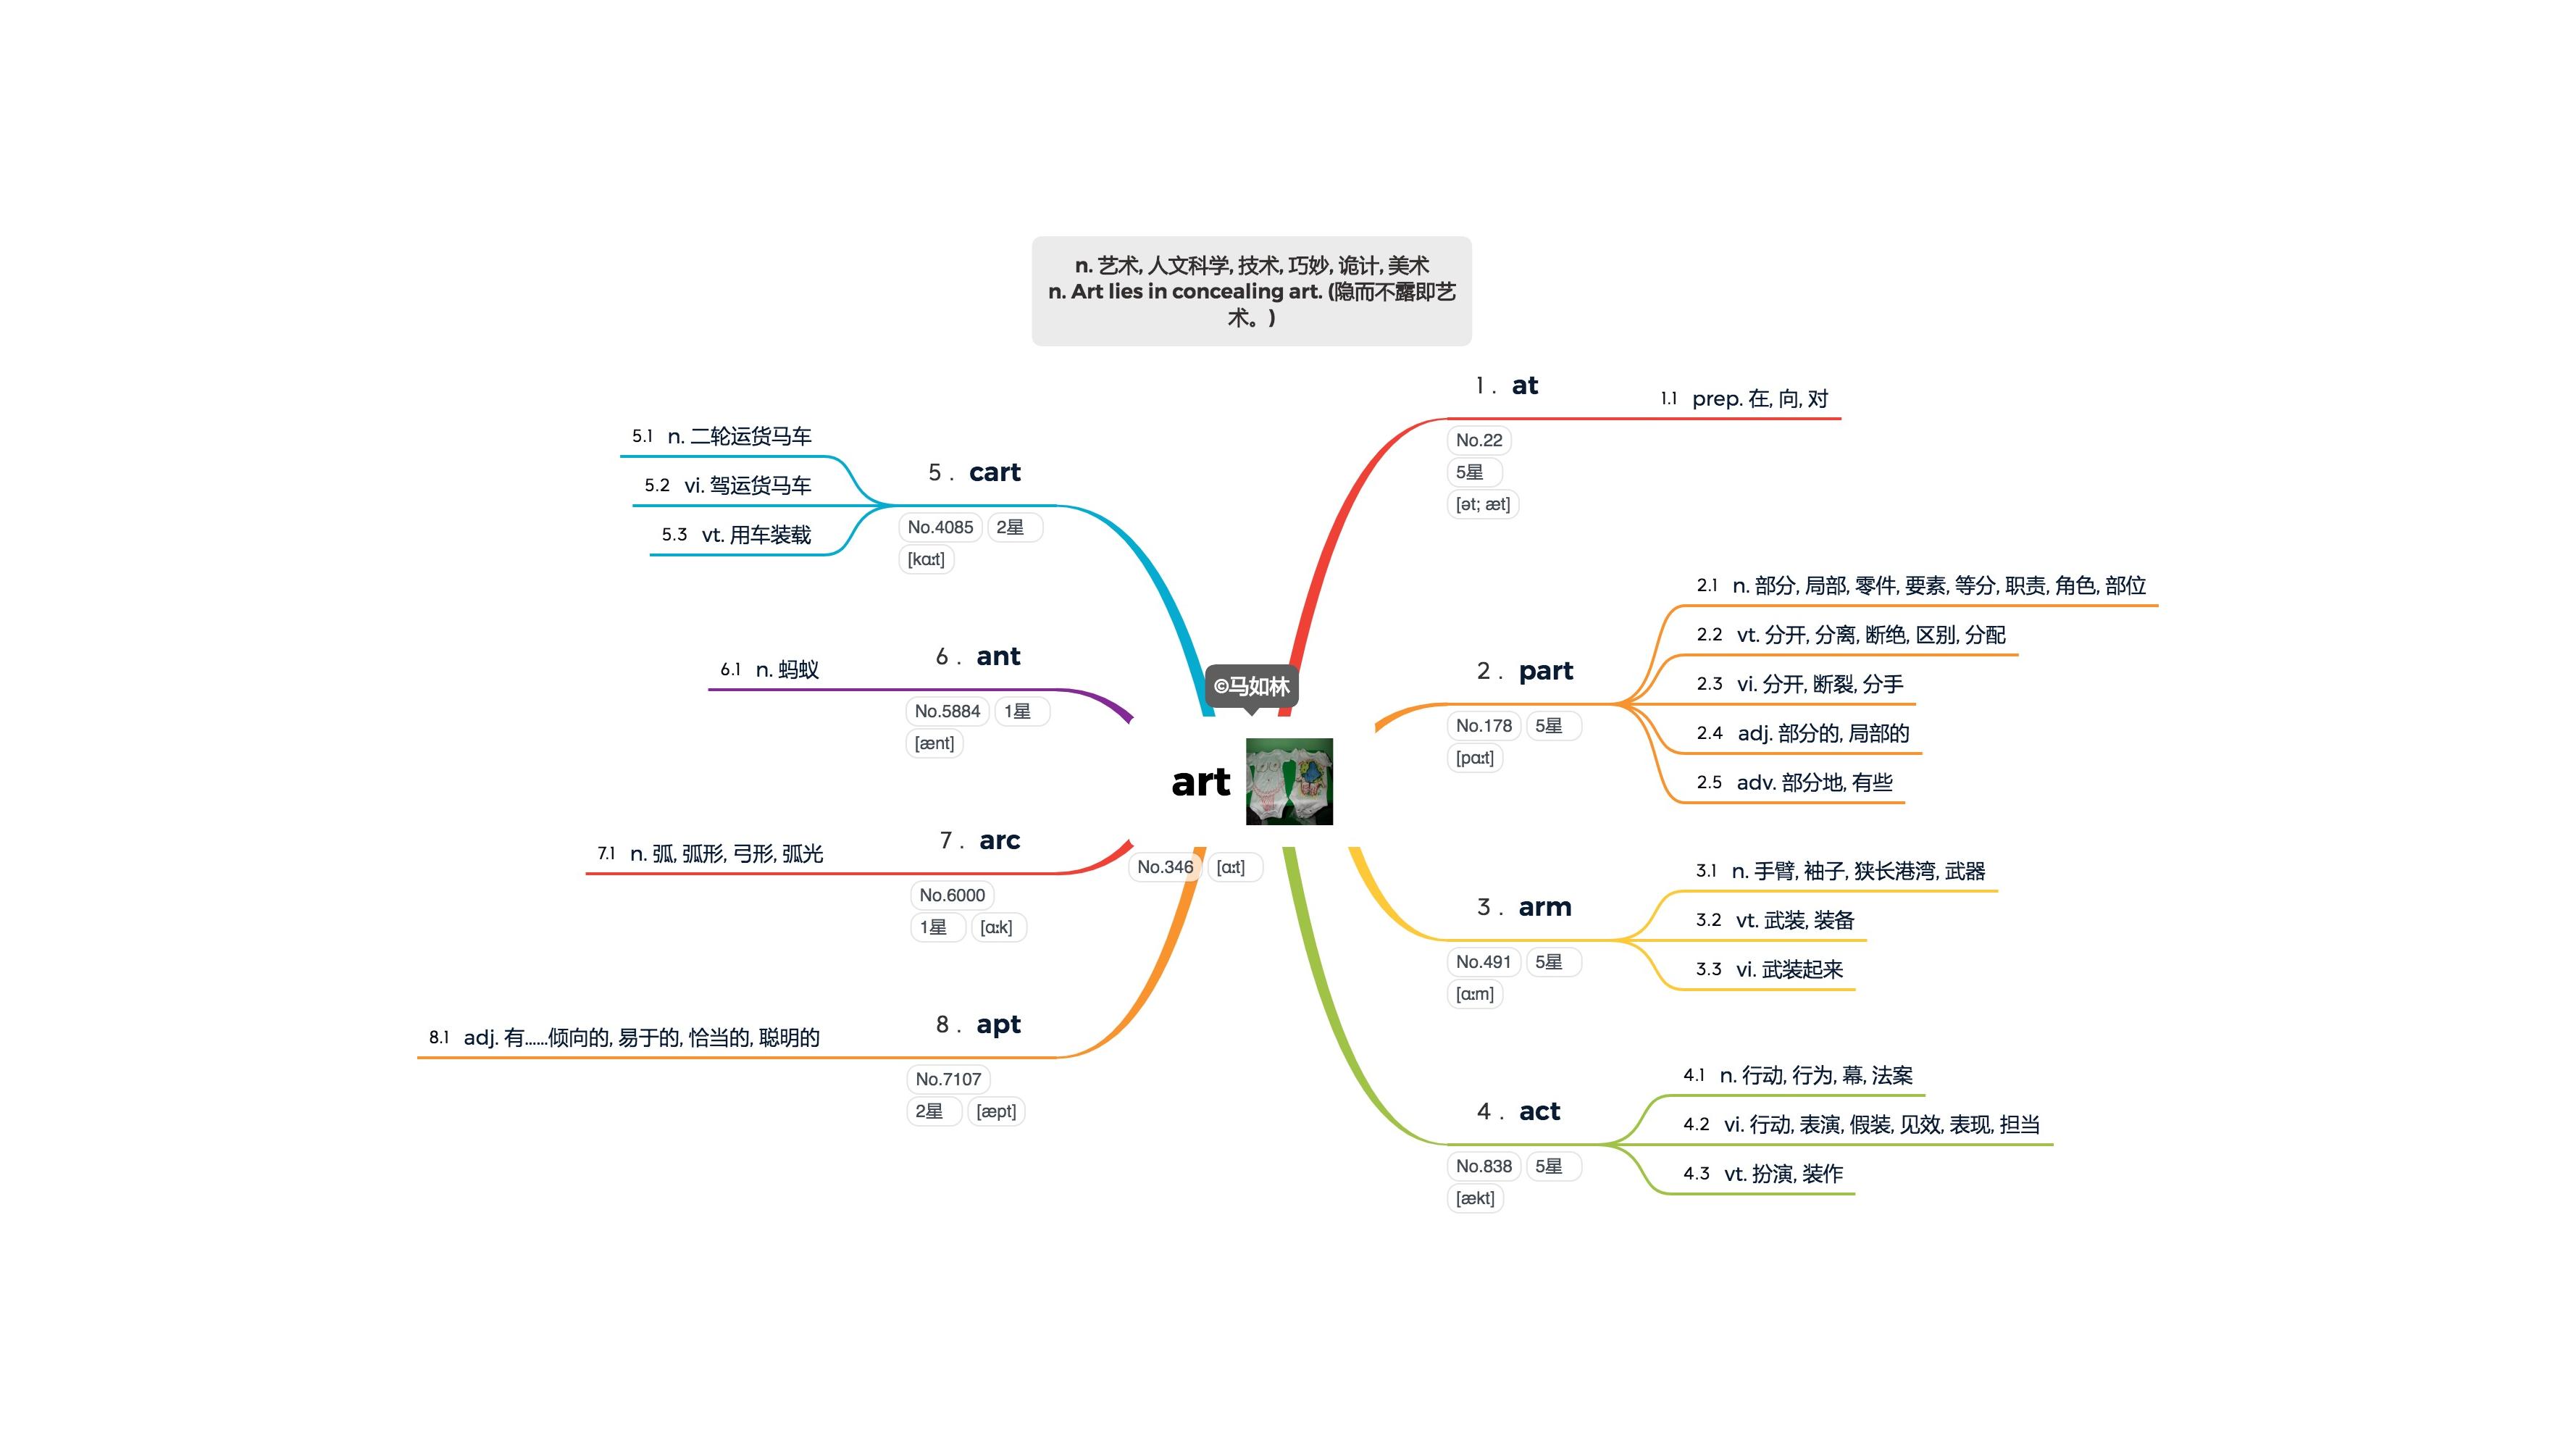 n. 艺术, 人文科学, 技术, 巧妙, 诡计, 美术
n. Art lies in concealing art. (隐而不露即艺
术。)
©马如林
art
No.346 [ɑːt]
1. at
No.22
5星
[ət; æt]
1.1 prep. 在, 向, 对
2. part
No.178 5星
[pɑːt]
2.1 n. 部分, 局部, 零件, 要素, 等分, 职责, 角色, 部位
2.2 vt. 分开, 分离, 断绝, 区别, 分配
2.3 vi. 分开, 断裂, 分手
2.4 adj. 部分的, 局部的
2.5 adv. 部分地, 有些
3. arm
No.491 5星
[ɑːm]
3.1 n. 手臂, 袖子, 狭长港湾, 武器
3.2 vt. 武装, 装备
3.3 vi. 武装起来
4. act
No.838 5星
[ækt]
4.1 n. 行动, 行为, 幕, 法案
4.2 vi. 行动, 表演, 假装, 见效, 表现, 担当
4.3 vt. 扮演, 装作
5. cart
No.4085 2星
[kɑːt]
5.1 n. 二轮运货马车
5.2 vi. 驾运货马车
5.3 vt. 用车装载
6. ant
No.5884 1星
[ænt]
6.1 n. 蚂蚁
7. arc
No.6000
1星 [ɑːk]
7.1 n. 弧, 弧形, 弓形, 弧光
8. apt
No.7107
2星 [æpt]
8.1 adj. 有......倾向的, 易于的, 恰当的, 聪明的